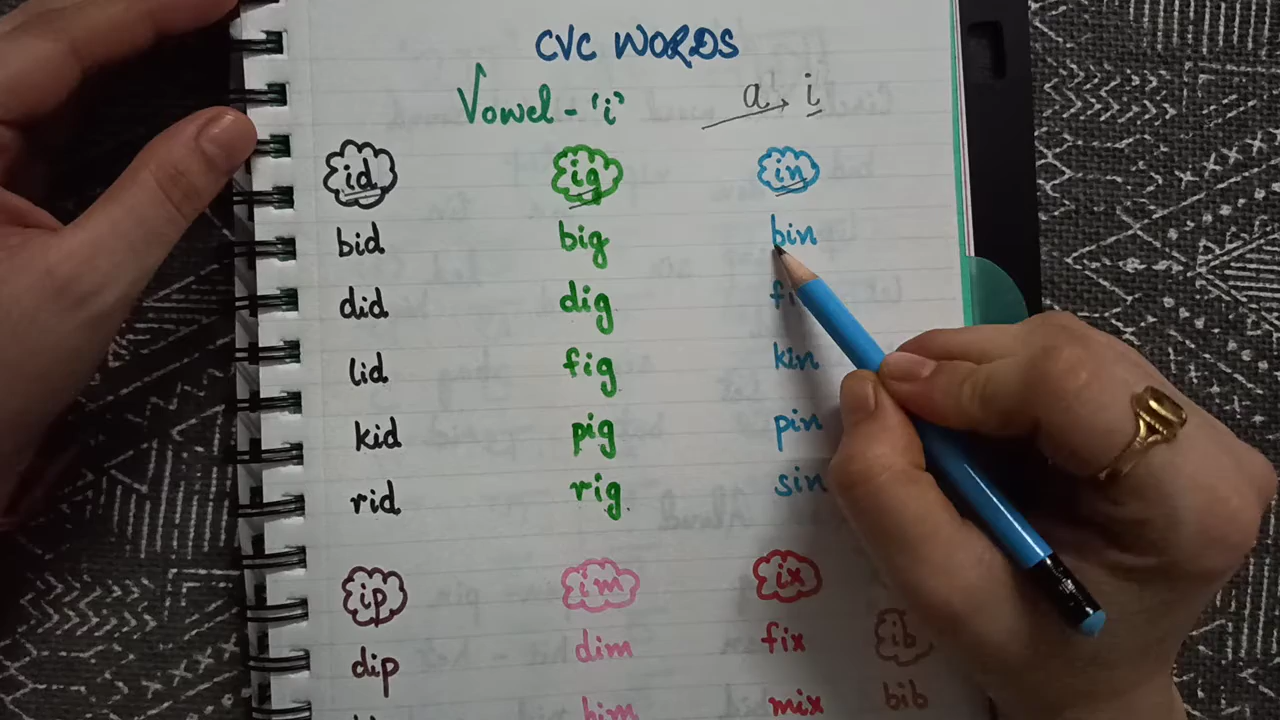 CVC WORDS
Vowel - 'i' a → i
id ig in
bid big bin
did dig
lid fig kin
kid pig pin
rid rig sin
ip im ix ib
dip dim fix
mix bib